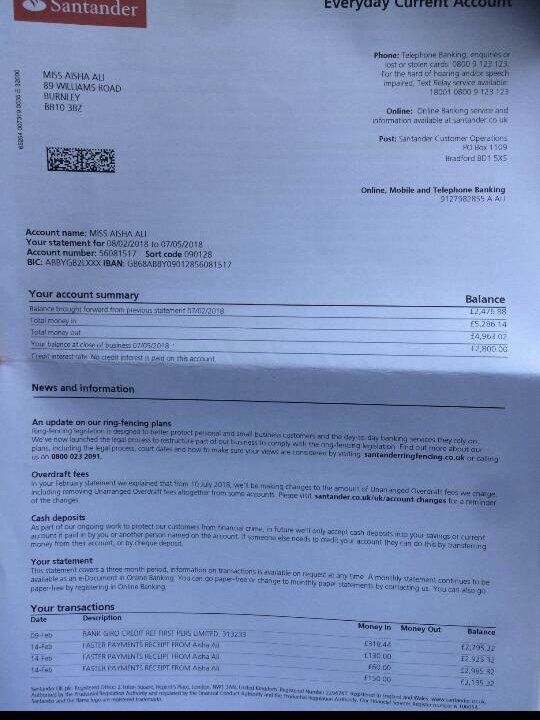 Santander
Everyday Current Account
Phone: Telephone Banking, enquiries or
lost or stolen cards: 0800 9 123 123
For the hard of hearing and/or speech
impaired, Text Relay service available:
18001 0800 9 123 123
Online: Online Banking service and
information available at santander.co.uk
Post: Santander Customer Operations
PO Box 1109
Bradford BD1 5XS
MISS AISHA ALI
89 WILLIAMS ROAD
BURNLEY
BB10 3BZ
Online, Mobile and Telephone Banking
9127982855 A ALI
Account name: MISS AISHA ALI
Your statement for 08/02/2018 to 07/05/2018
Account number: 56081517 Sort code 090128
BIC: ABBYGB2LXXX IBAN: GB68ABBY09012856081517
Your account summary
Balance
Balance brought forward from previous statement 07/02/2018 £2,476.88
Total money in £5,286.14
Total money out £4,963.02
Your balance at close of business 07/05/2018 £2,800.00
Credit interest rate: No credit interest is paid on this account.
News and information
An update on our ring-fencing plans
Ring-fencing legislation is designed to better protect personal and small business customers and the day-to-day banking services they rely on.
We've now launched the legal process to restructure part of our business to comply with the ring-fencing legislation. Find out more about our
plans, including the legal process, court dates and how to make sure your views are considered by visiting santanderringfencing.co.uk or calling
us on 0800 023 2091.
Overdraft fees
In your February statement we explained that from 10 July 2018, we'll be making changes to the amount of Unarranged Overdraft fees we charge,
including removing Unarranged Overdraft fees altogether from some accounts. Please visit santander.co.uk/uk/account-changes for a reminder
of the changes.
Cash deposits
As part of our ongoing work to protect our customers from financial crime, in future we'll only accept cash deposits into your savings or current
account if paid in by you or another person named on the account. If someone else needs to credit your account they can do this by transferring
money from their account, or by cheque deposit.
Your statement
This statement covers a three month period, information on transactions is available on request at any time. A monthly statement continues to be
available as an e-Document in Online Banking. You can go paper-free or change to monthly paper statements by contacting us. You can also go
paper-free by registering in Online Banking.
Your transactions
Date Description Money In Money Out Balance
09-Feb BANK GIRO CREDIT REF FIRST PERS LIMITED, 313233 £318.44 £2,795.32
14-Feb FASTER PAYMENTS RECEIPT FROM Aisha Ali £130.00 £2,925.32
14-Feb FASTER PAYMENTS RECEIPT FROM Aisha Ali £60.00 £2,985.32
14-Feb FASTER PAYMENTS RECEIPT FROM Aisha Ali £150.00 £3,135.32
Santander UK plc. Registered Office: 2 Triton Square, Regent's Place, London, NW1 3AN, United Kingdom. Registered Number 2294747. Registered in England and Wales. www.santander.co.uk.
Authorised by the Prudential Regulation Authority and regulated by the Financial Conduct Authority and the Prudential Regulation Authority. Our Financial Services Register number is 106054.
Santander and the flame logo are registered trademarks.